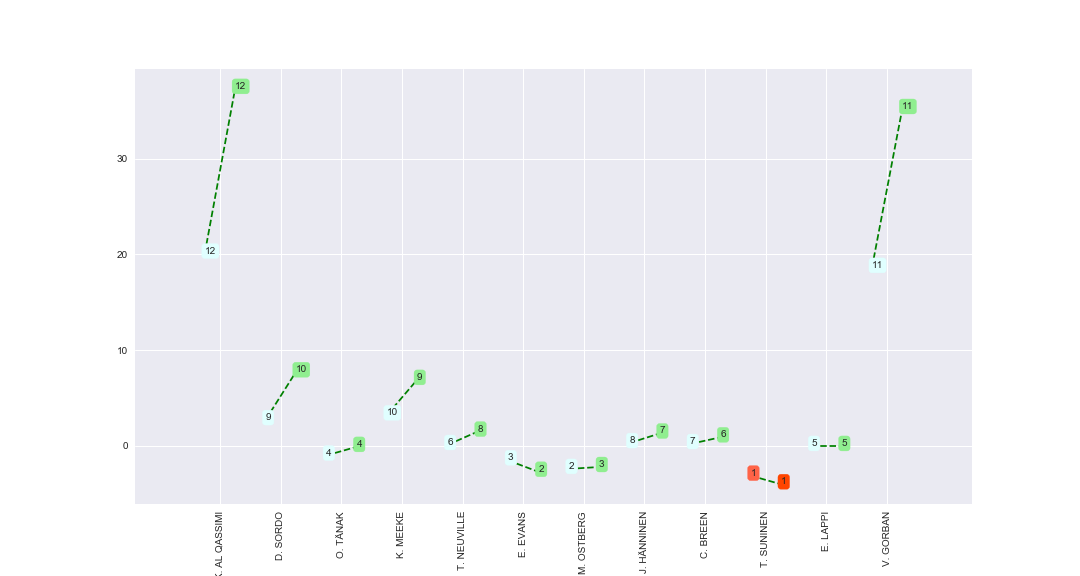 12
11
30
20
12
11
10
10
9
9
10
8
7
6
4
5
5
6
8
7
0
4
3
2
3
2
1
1
K. AL QASSIMI
D. SORDO
O. TÄNAK
K. MEEKE
T. NEUVILLE
E. EVANS
M. OSTBERG
J. HANNINEN
C. BREEN
T. SUNINEN
E. LAPPI
V. GORBAN